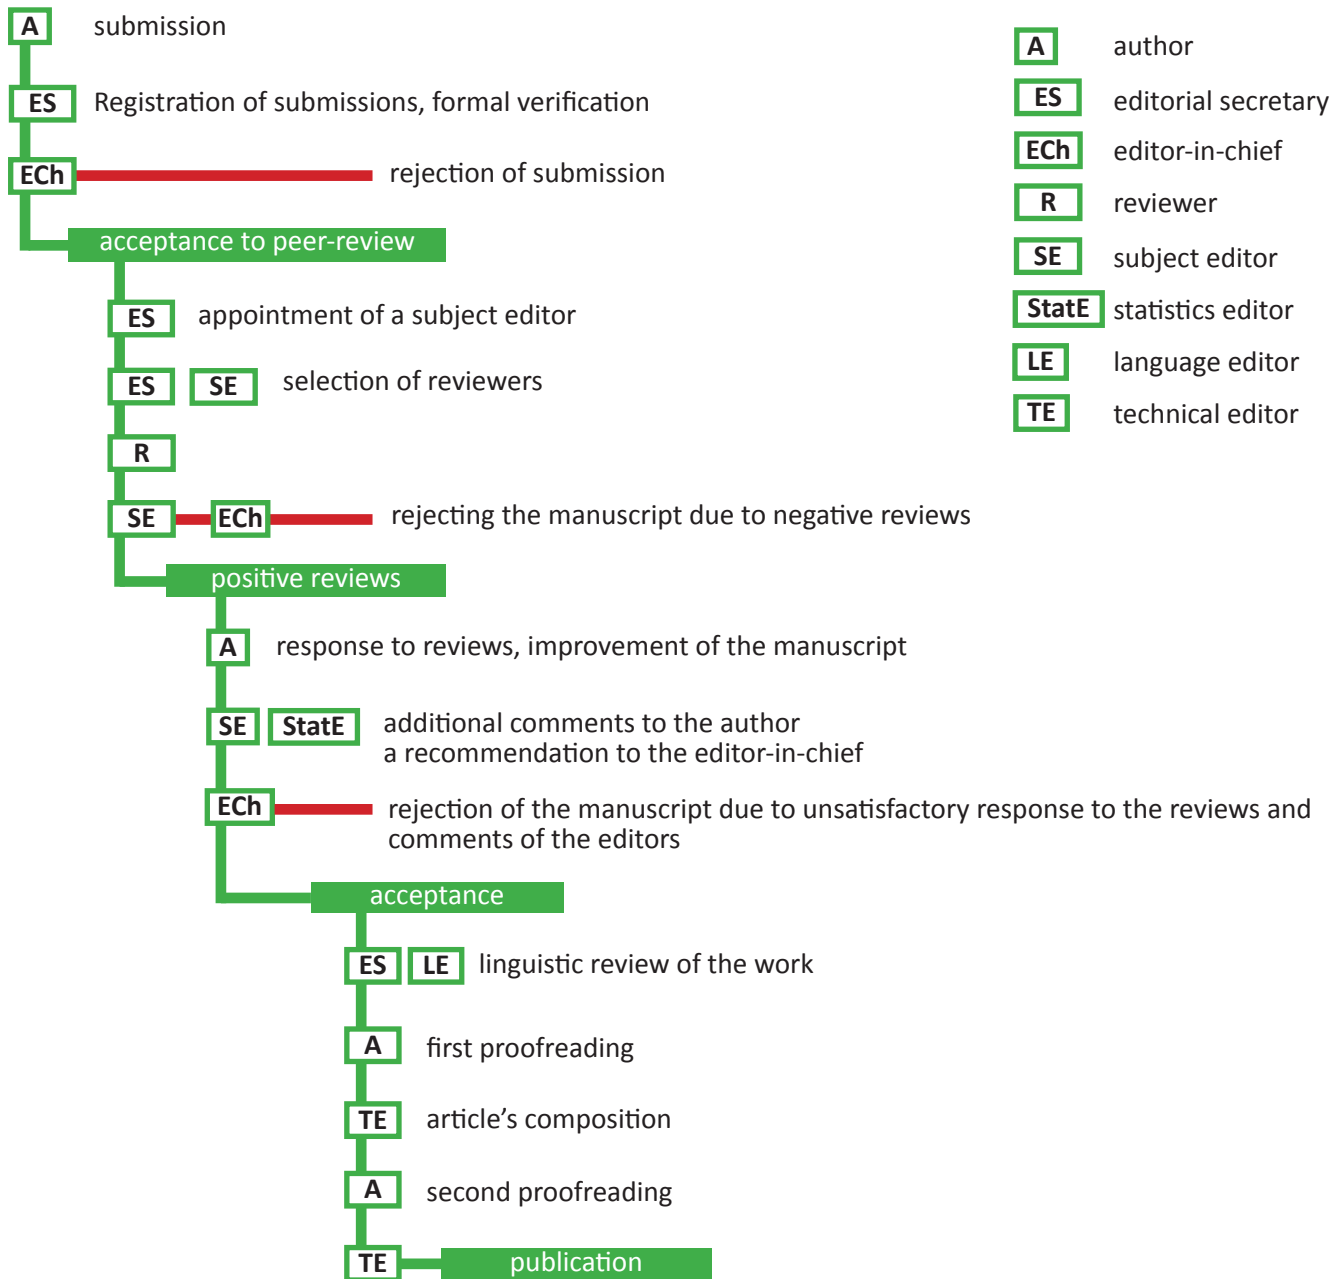 A submission
ES Registration of submissions, formal verification
ECh rejection of submission
acceptance to peer-review
ES appointment of a subject editor
ES SE selection of reviewers
R
SE ECh rejecting the manuscript due to negative reviews
positive reviews
A response to reviews, improvement of the manuscript
SE StatE additional comments to the author
a recommendation to the editor-in-chief
ECh rejection of the manuscript due to unsatisfactory response to the reviews and
comments of the editors
acceptance
ES LE linguistic review of the work
A first proofreading
TE article's composition
A second proofreading
TE publication
A author
ES editorial secretary
ECh editor-in-chief
R reviewer
SE subject editor
StatE statistics editor
LE language editor
TE technical editor